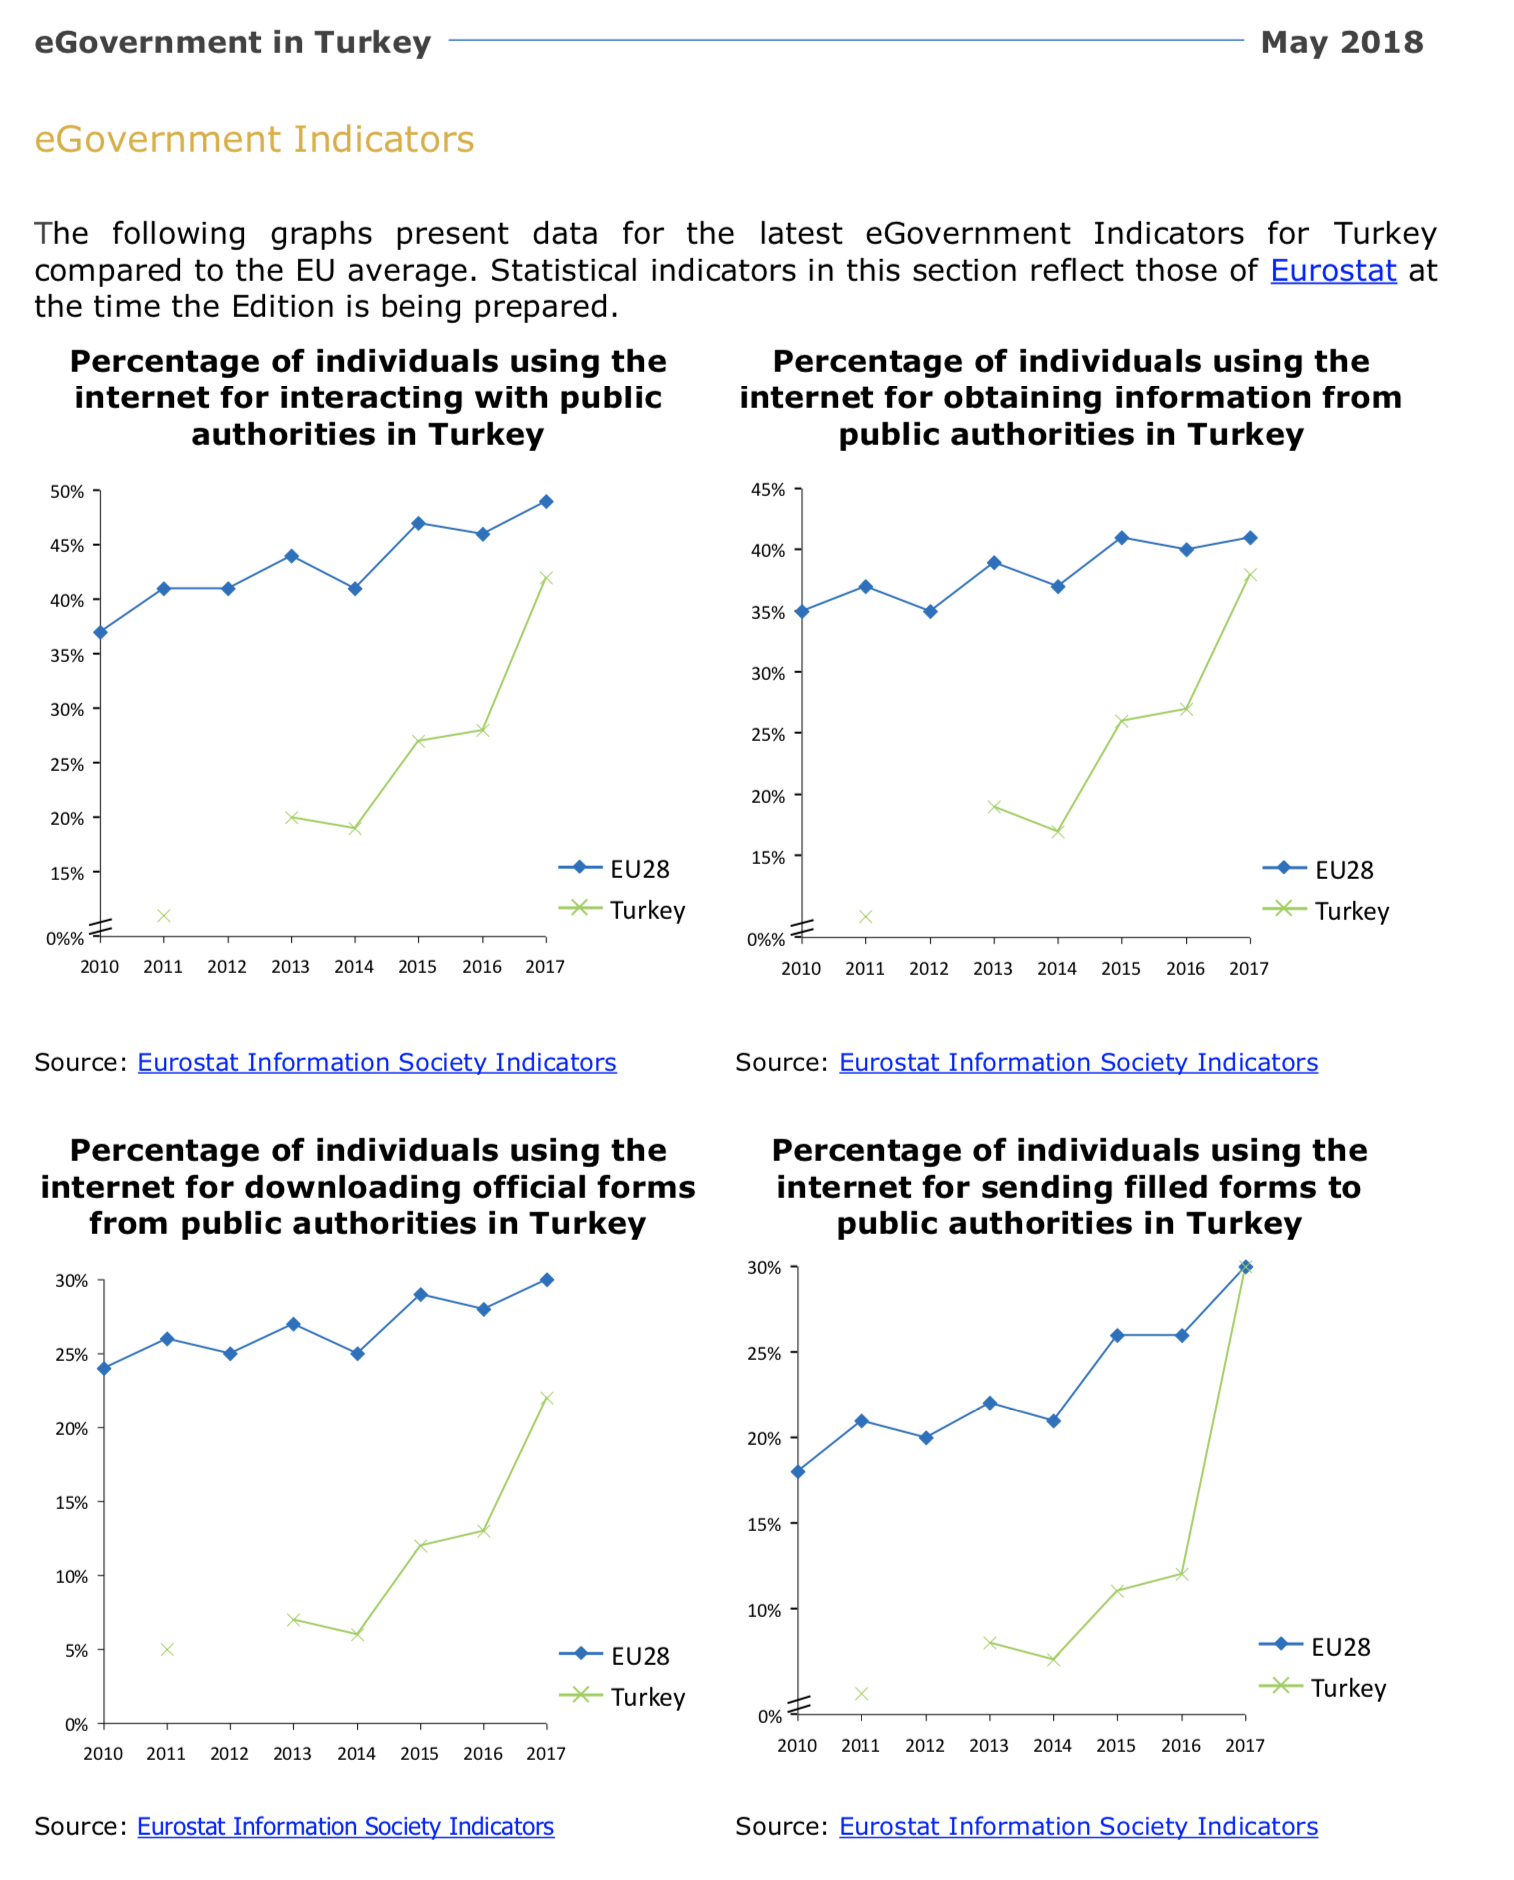 eGovernment in Turkey May 2018
eGovernment Indicators
The following graphs present data for the latest eGovernment Indicators for Turkey
compared to the EU average. Statistical indicators in this section reflect those of Eurostat at
the time the Edition is being prepared.
Percentage of individuals using the
internet for interacting with public
authorities in Turkey
50%
45%
40%
35%
30%
25%
20%
15%
0%%
2010 2011 2012 2013 2014 2015 2016 2017
EU28
Turkey
Source: Eurostat Information Society Indicators
Percentage of individuals using the
internet for obtaining information from
public authorities in Turkey
45%
40%
35%
30%
25%
20%
15%
0%%
2010 2011 2012 2013 2014 2015 2016 2017
EU28
Turkey
Source: Eurostat Information Society Indicators
Percentage of individuals using the
internet for downloading official forms
from public authorities in Turkey
30%
25%
20%
15%
10%
5%
0%
2010 2011 2012 2013 2014 2015 2016 2017
EU28
Turkey
Source: Eurostat Information Society Indicators
Percentage of individuals using the
internet for sending filled forms to
public authorities in Turkey
30%
25%
20%
15%
10%
0%
2010 2011 2012 2013 2014 2015 2016 2017
EU28
Turkey
Source: Eurostat Information Society Indicators